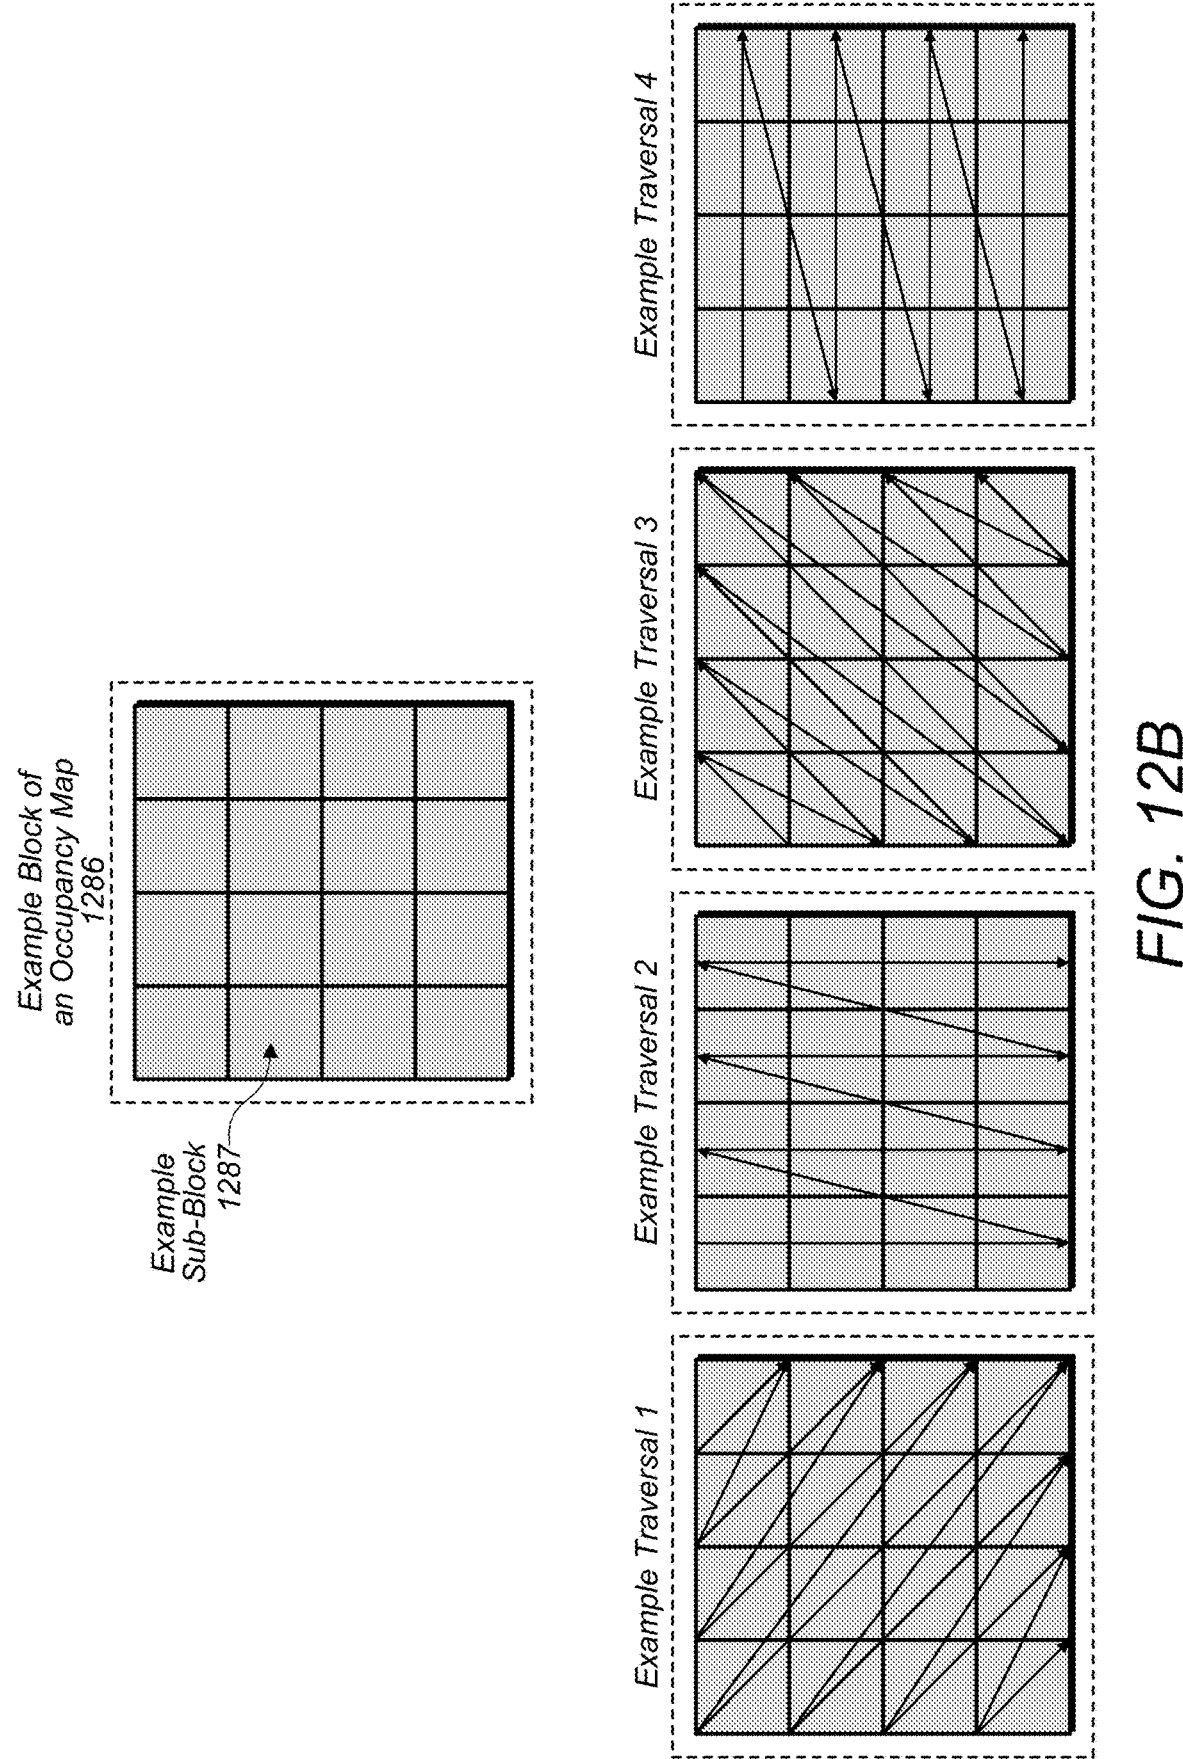 Example Block of
an Occupancy Map
1286
Example
Sub-Block
1287
Example Traversal 1
Example Traversal 2
Example Traversal 3
Example Traversal 4
FIG. 12B